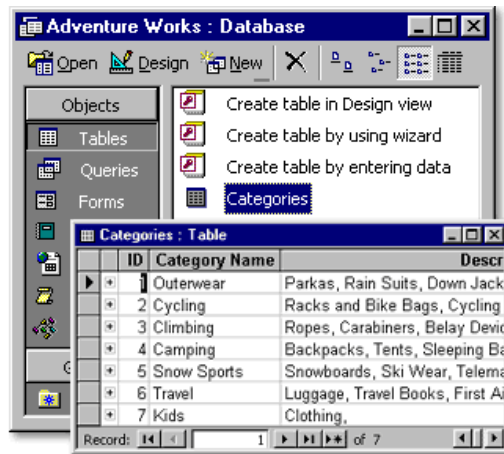 Adventure Works : Database
Open Design New
Objects
Create table in Design view
Tables
Create table by using wizard
Queries
Create table by entering data
Forms
Categories
Categories : Table
ID Category Name Descr
1 Outerwear Parkas, Rain Suits, Down Jack
2 Cycling Racks and Bike Bags, Cycling
3 Climbing Ropes, Carabiners, Belay Devic
4 Camping Backpacks, Tents, Sleeping Ba
5 Snow Sports Snowboards, Ski Wear, Telema
6 Travel Luggage, Travel Books, First Ai
7 Kids Clothing,
Record: 1 of 7